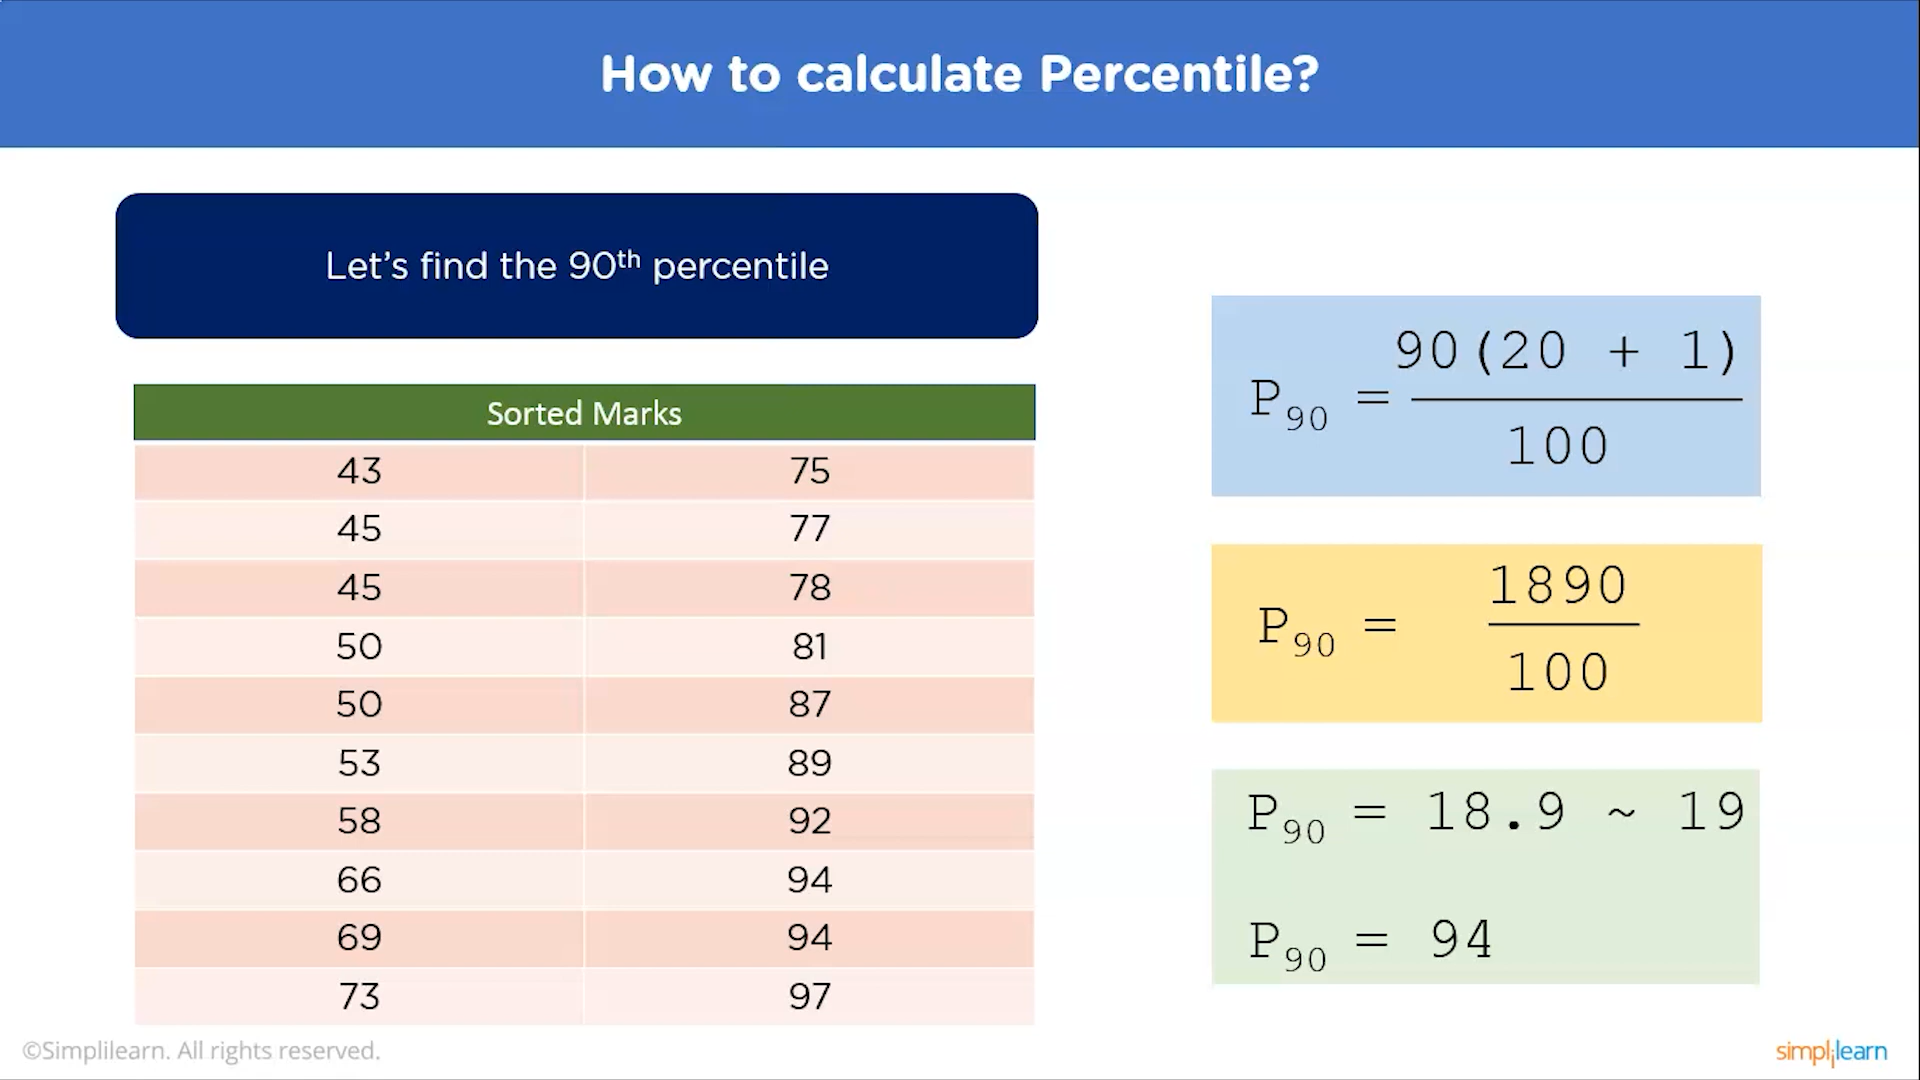 How to calculate Percentile?
Let's find the 90th percentile
Sorted Marks
43 75
45 77
45 78
50 81
50 87
53 89
58 92
66 94
69 94
73 97
90(20 + 1)
P90 =
100
1890
P90 =
100
P90 = 18.9 ~ 19
P90 = 94
©Simplilearn. All rights reserved.
simplilearn